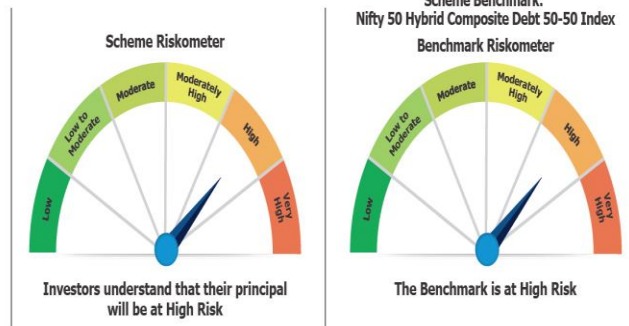 Scheme Riskometer
Low
Low to
Moderate
Moderate
Moderately
High
High
Very
High
Investors understand that their principal
will be at High Risk
Scheme Benchmark:
Nifty 50 Hybrid Composite Debt 50-50 Index
Benchmark Riskometer
Low
Low to
Moderate
Moderate
Moderately
High
High
Very
High
The Benchmark is at High Risk